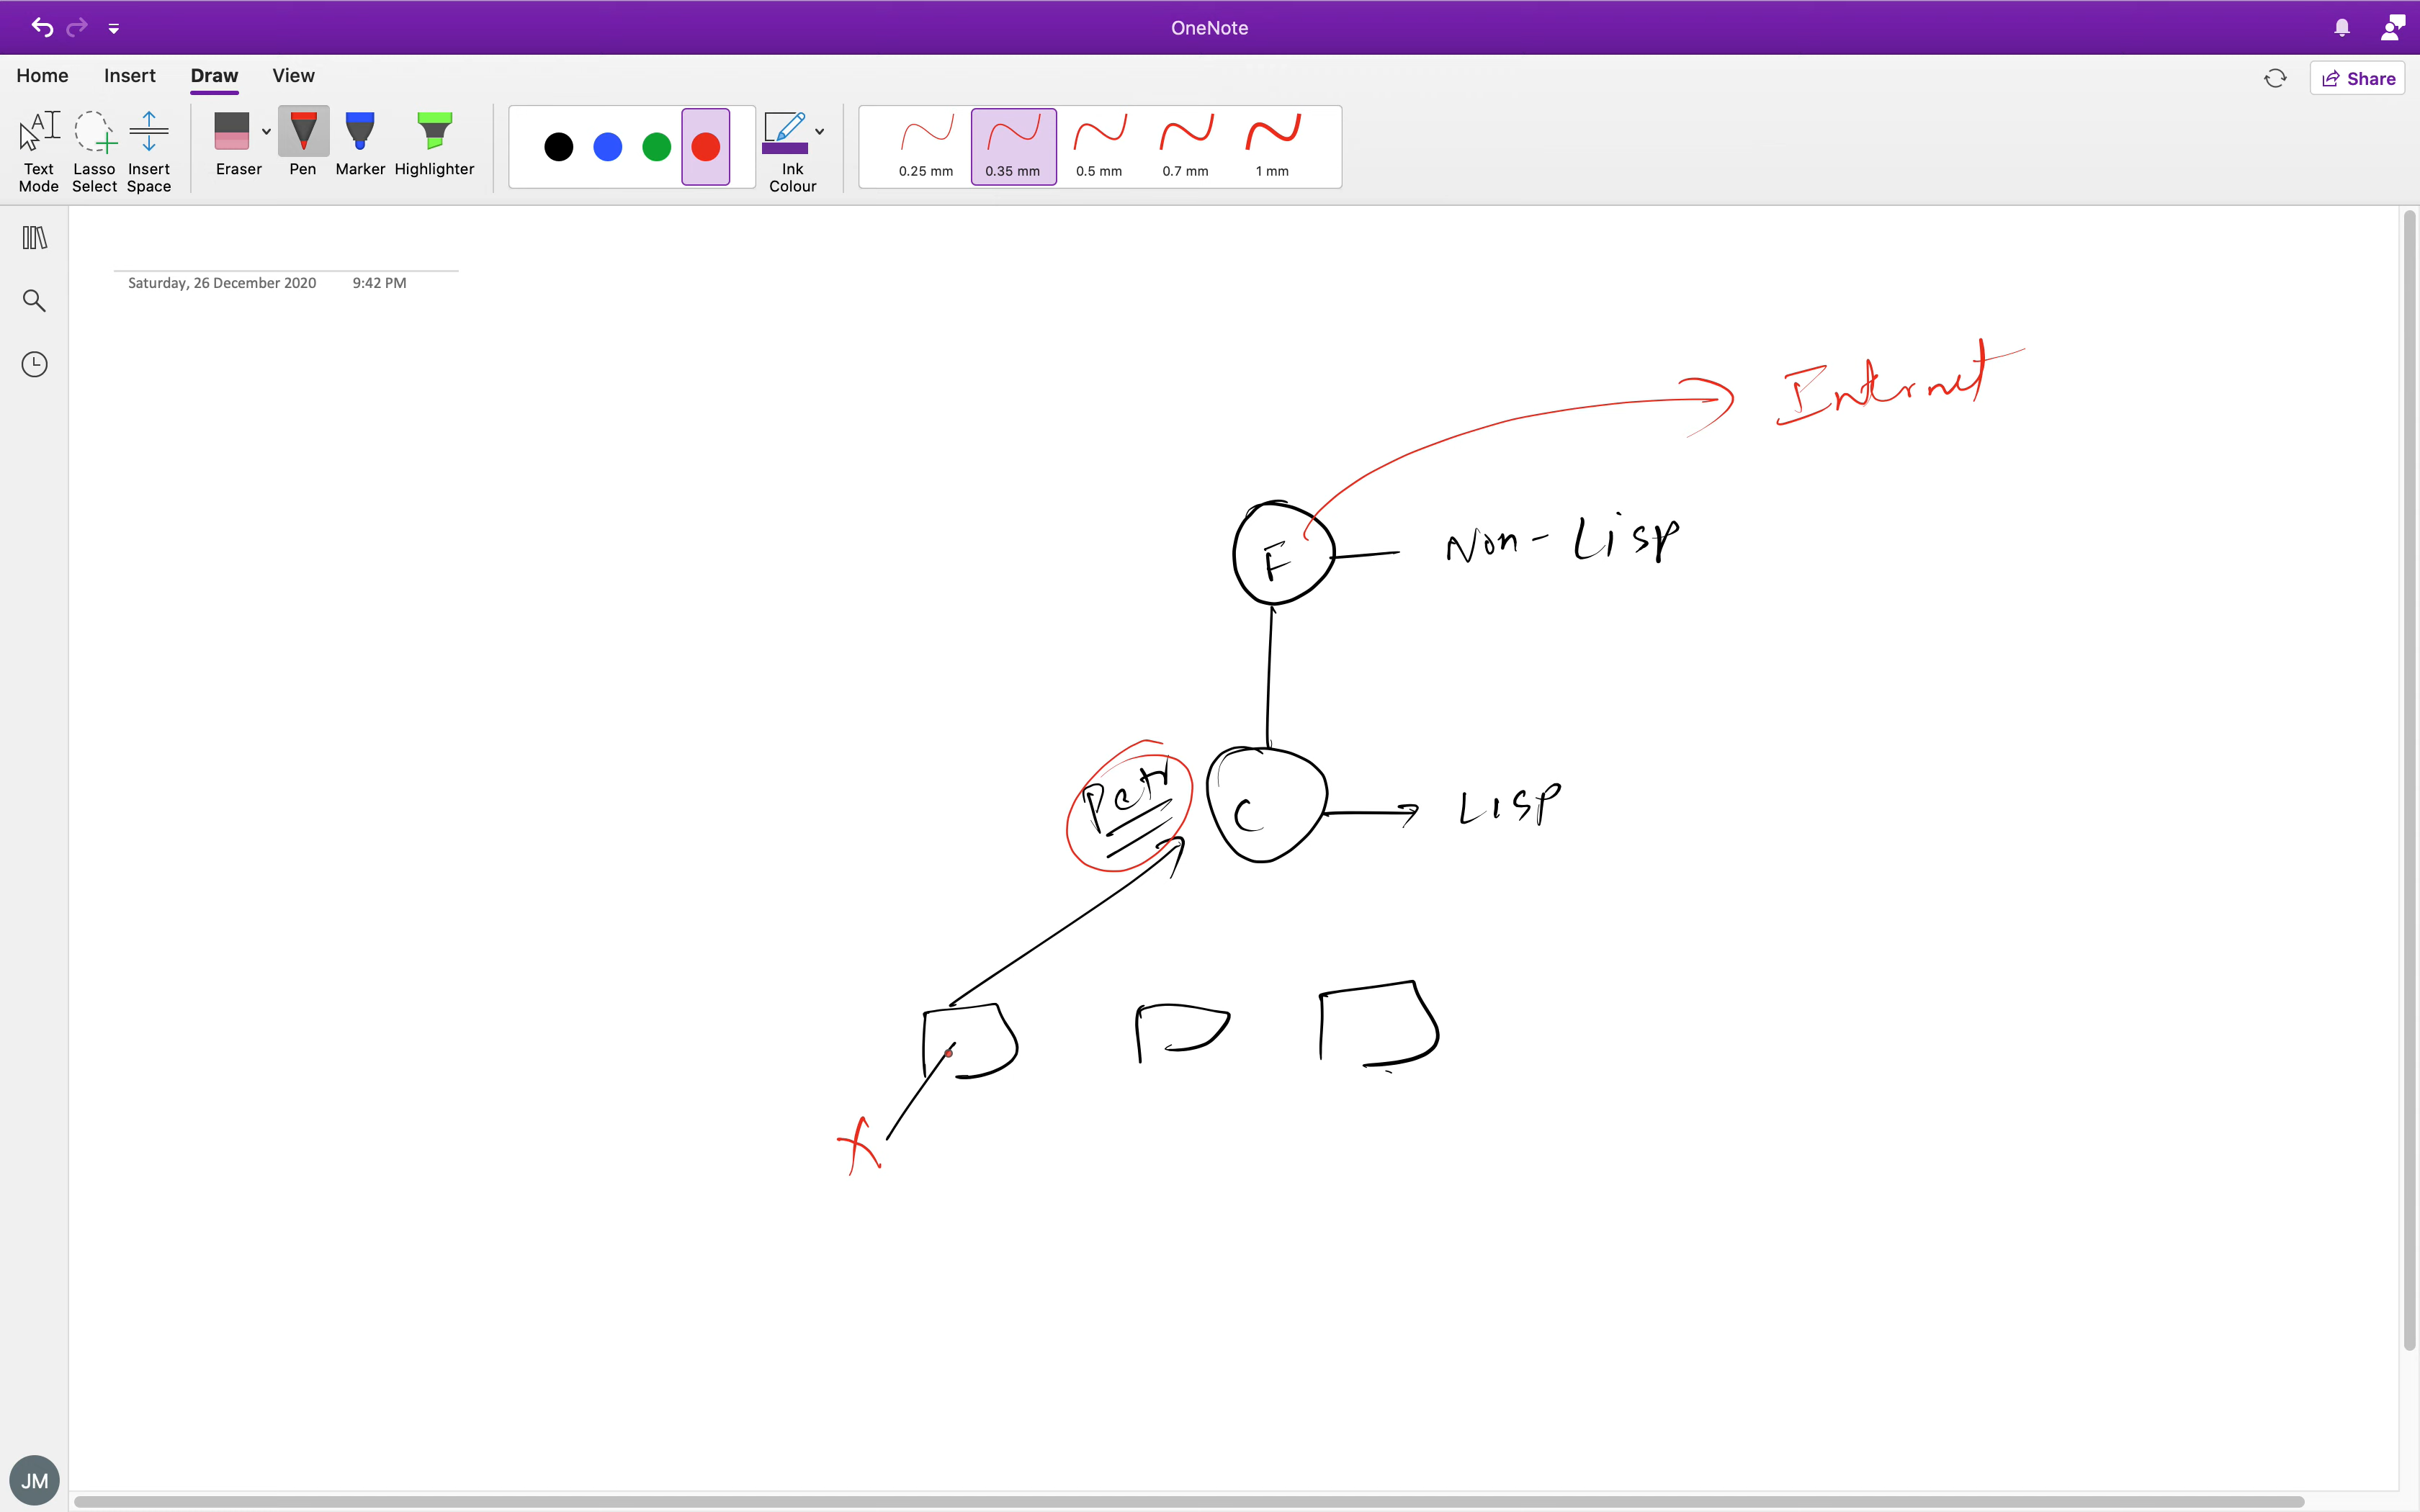 OneNote
Home Insert Draw View
Share
Text Mode
Lasso Select
Insert Space
Eraser
Pen
Marker
Highlighter
Ink Colour
0.25 mm
0.35 mm
0.5 mm
0.7 mm
1 mm
Saturday, 26 December 2020 9:42 PM
Internet
F
Non-Lisp
C
LISP
X
JM